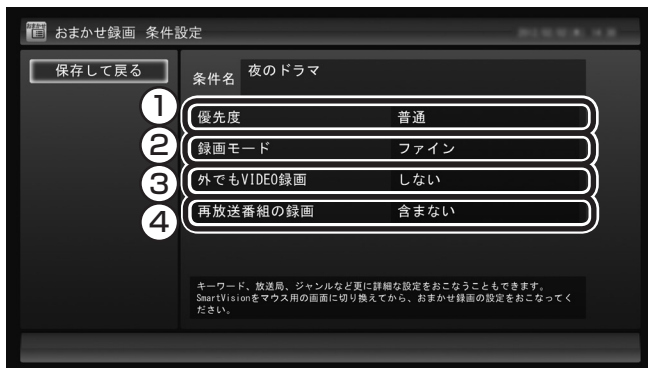 おまかせ録画 条件設定
保存して戻る
条件名 夜のドラマ
① 優先度 普通
② 録画モード ファイン
③ 外でもVIDEO録画 しない
④ 再放送番組の録画 含まない
キーワード、放送局、ジャンルなど更に詳細な設定をおこなうこともできます。
SmartVisionをマウス用の画面に切り換えてから、おまかせ録画の設定をおこなってく
ださい。